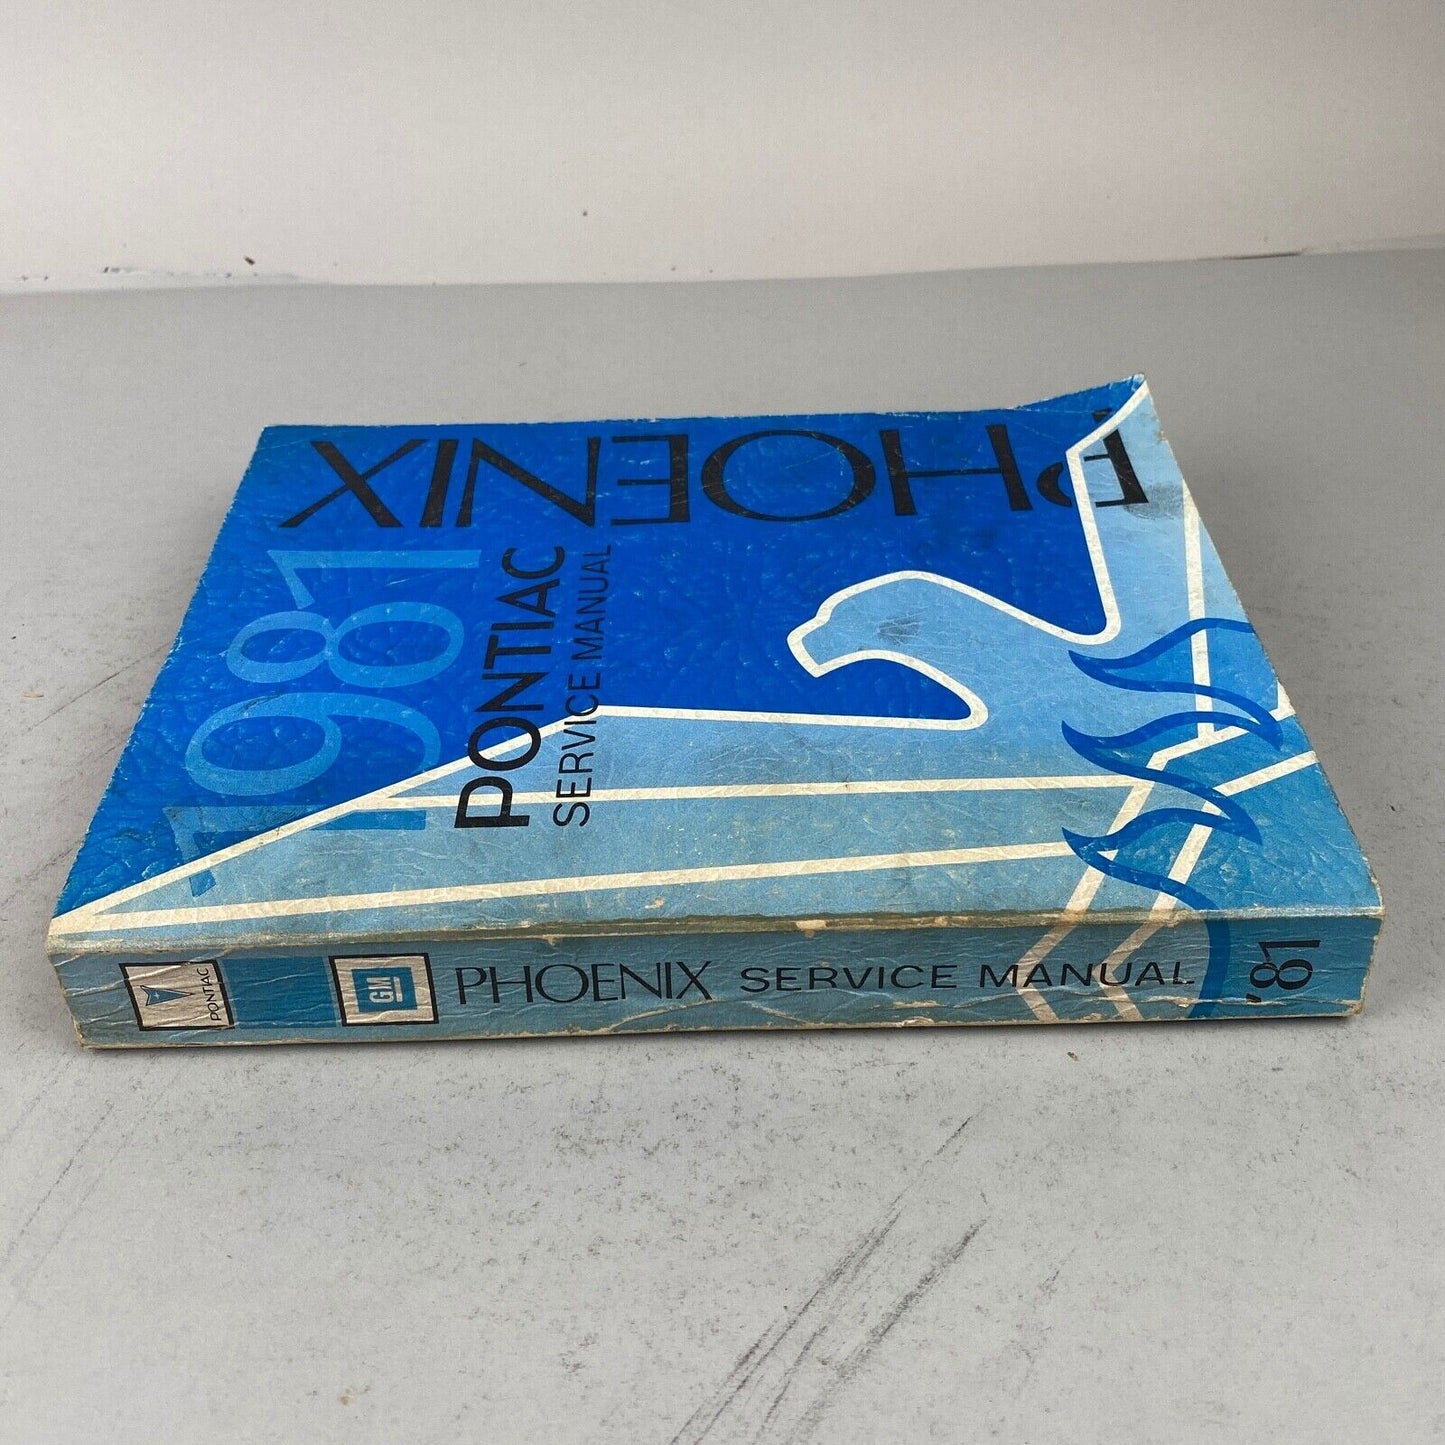 PHOENIX
1981
PONTIAC
SERVICE MANUAL
PONTIAC
GM
PHOENIX SERVICE MANUAL '81